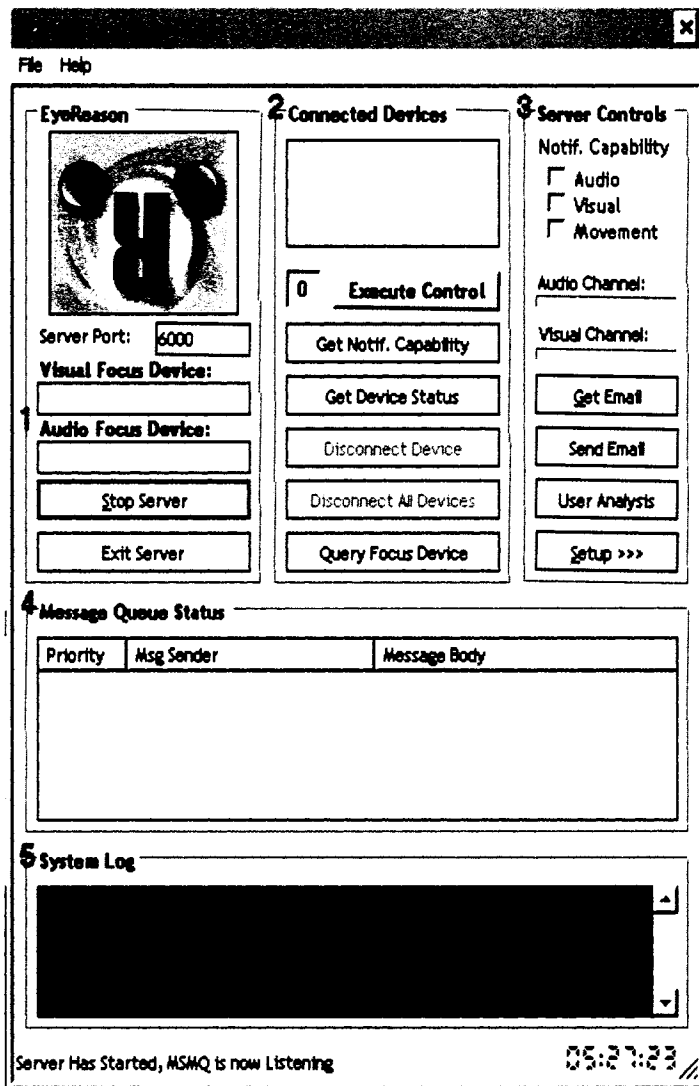 File Help
EyeReason
Server Port: 6000
Visual Focus Device:
1
Audio Focus Device:
Stop Server
Exit Server
2 Connected Devices
0 Execute Control
Get Notif. Capability
Get Device Status
Disconnect Device
Disconnect All Devices
Query Focus Device
3 Server Controls
Notif. Capability
Audio
Visual
Movement
Audio Channel:
Visual Channel:
Get Email
Send Email
User Analysis
Setup >>>
4 Message Queue Status
Priority Msg Sender Message Body
5 System Log
Server Has Started, MSMQ is now Listening
05:27:23